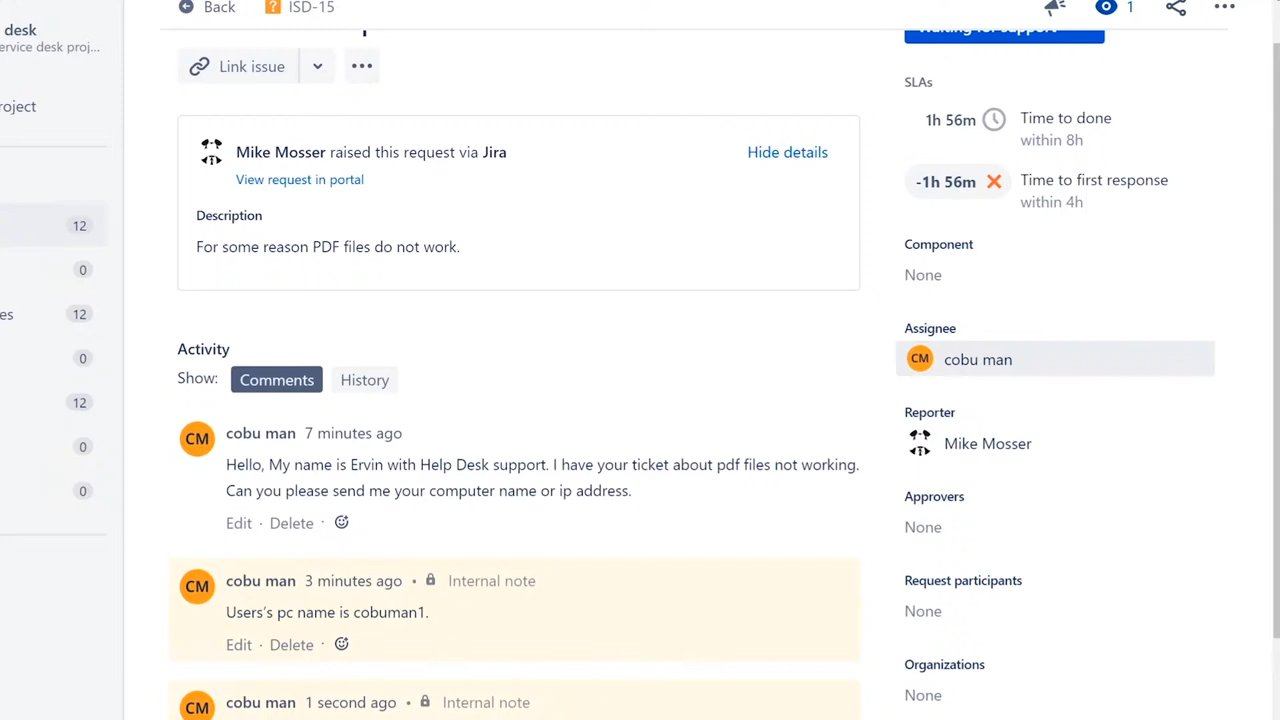 desk
ervice desk proj...
roject
12
0
es
12
0
12
0
0
Back
ISD-15
1
Link issue
Mike Mosser raised this request via Jira
Hide details
View request in portal
Description
For some reason PDF files do not work.
Activity
Show:
Comments
History
CM
cobu man 7 minutes ago
Hello, My name is Ervin with Help Desk support. I have your ticket about pdf files not working.
Can you please send me your computer name or ip address.
Edit · Delete ·
CM
cobu man 3 minutes ago • Internal note
Users's pc name is cobuman1.
Edit · Delete ·
CM
cobu man 1 second ago • Internal note
Waiting for support
SLAs
1h 56m
Time to done
within 8h
-1h 56m
Time to first response
within 4h
Component
None
Assignee
CM
cobu man
Reporter
Mike Mosser
Approvers
None
Request participants
None
Organizations
None